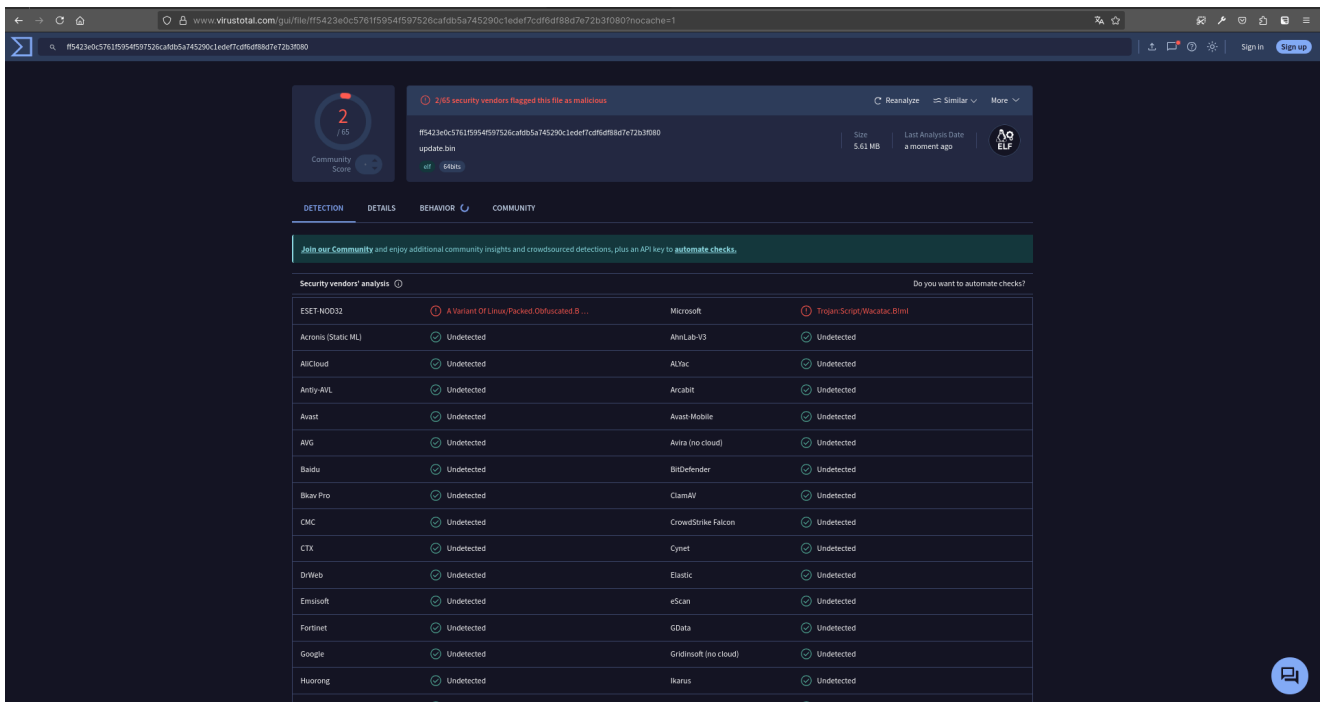 www.virustotal.com/gui/file/ff5423e0c5761f5954f597526cafdb5a745290c1edef7cdf6df88d7e72b3f080?nocache=1
ff5423e0c5761f5954f597526cafdb5a745290c1edef7cdf6df88d7e72b3f080
Sign in
Sign up
2
/ 65
Community
Score
2/65 security vendors flagged this file as malicious
Reanalyze
Similar
More
ff5423e0c5761f5954f597526cafdb5a745290c1edef7cdf6df88d7e72b3f080
update.bin
elf
64bits
Size
5.61 MB
Last Analysis Date
a moment ago
ELF
DETECTION
DETAILS
BEHAVIOR
COMMUNITY
Join our Community and enjoy additional community insights and crowdsourced detections, plus an API key to automate checks.
Security vendors' analysis
Do you want to automate checks?
ESET-NOD32 A Variant Of Linux/Packed.Obfuscated.B ... Microsoft Trojan:Script/Wacatac.B!ml
Acronis (Static ML) Undetected AhnLab-V3 Undetected
AliCloud Undetected ALYac Undetected
Antiy-AVL Undetected Arcabit Undetected
Avast Undetected Avast-Mobile Undetected
AVG Undetected Avira (no cloud) Undetected
Baidu Undetected BitDefender Undetected
Bkav Pro Undetected ClamAV Undetected
CMC Undetected CrowdStrike Falcon Undetected
CTX Undetected Cynet Undetected
DrWeb Undetected Elastic Undetected
Emsisoft Undetected eScan Undetected
Fortinet Undetected GData Undetected
Google Undetected Gridinsoft (no cloud) Undetected
Huorong Undetected Ikarus Undetected